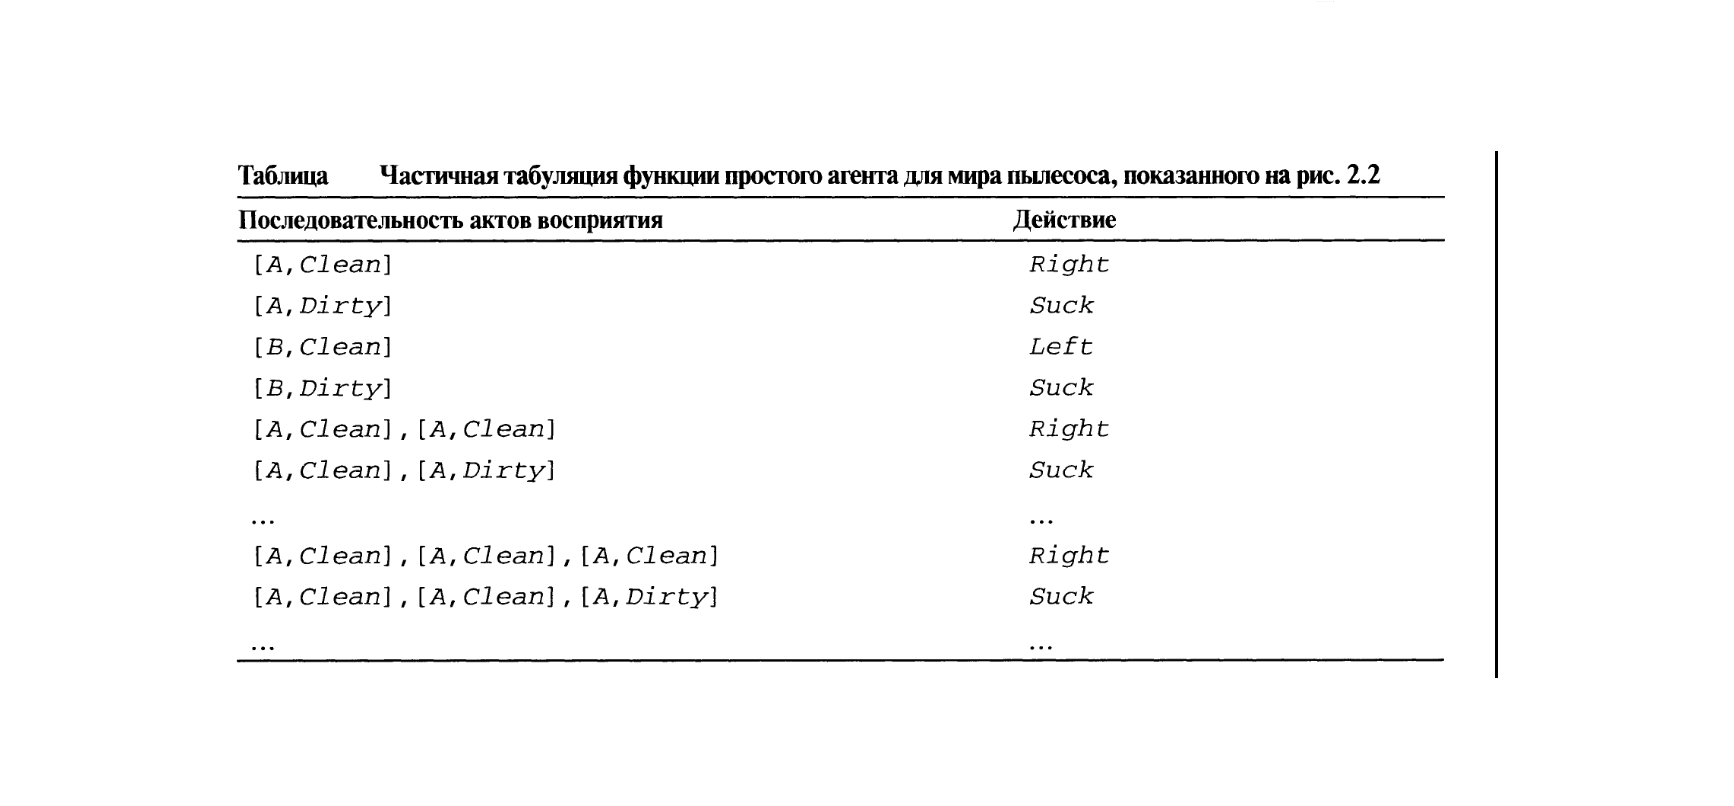 Таблица Частичная табуляция функции простого агента для мира пылесоса, показанного на рис. 2.2
Последовательность актов восприятия Действие
[A,Clean] Right
[A,Dirty] Suck
[B,Clean] Left
[B,Dirty] Suck
[A,Clean],[A,Clean] Right
[A,Clean],[A,Dirty] Suck
... ...
[A,Clean],[A,Clean],[A,Clean] Right
[A,Clean],[A,Clean],[A,Dirty] Suck
... ...